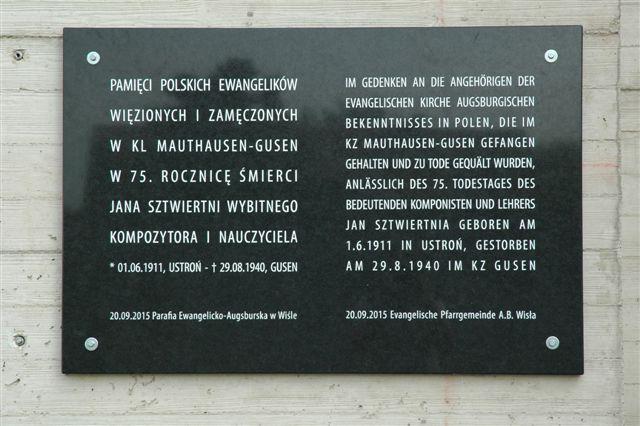 PAMIĘCI POLSKICH EWANGELIKÓW
WIĘZIONYCH I ZAMĘCZONYCH
W KL MAUTHAUSEN-GUSEN
W 75. ROCZNICĘ ŚMIERCI
JANA SZTWIERTNI WYBITNEGO
KOMPOZYTORA I NAUCZYCIELA
* 01.06.1911, USTROŃ - † 29.08.1940, GUSEN
20.09.2015 Parafia Ewangelicko-Augsburska w Wiśle
IM GEDENKEN AN DIE ANGEHÖRIGEN DER
EVANGELISCHEN KIRCHE AUGSBURGISCHEN
BEKENNTNISSES IN POLEN, DIE IM
KZ MAUTHAUSEN-GUSEN GEFANGEN
GEHALTEN UND ZU TODE GEQUÄLT WURDEN,
ANLÄSSLICH DES 75. TODESTAGES DES
BEDEUTENDEN KOMPONISTEN UND LEHRERS
JAN SZTWIERTNIA GEBOREN AM
1.6.1911 IN USTROŃ, GESTORBEN
AM 29.8.1940 IM KZ GUSEN
20.09.2015 Evangelische Pfarrgemeinde A.B. Wisła